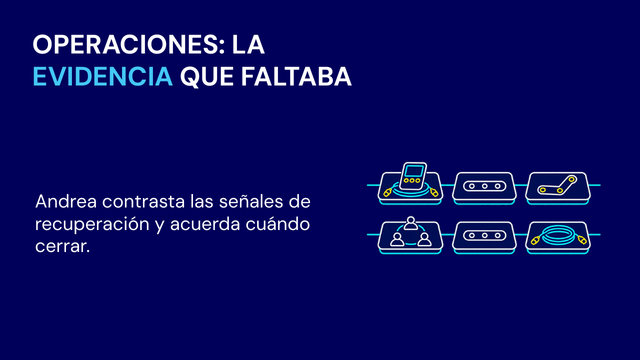 OPERACIONES: LA
EVIDENCIA QUE FALTABA
Andrea contrasta las señales de
recuperación y acuerda cuándo
cerrar.